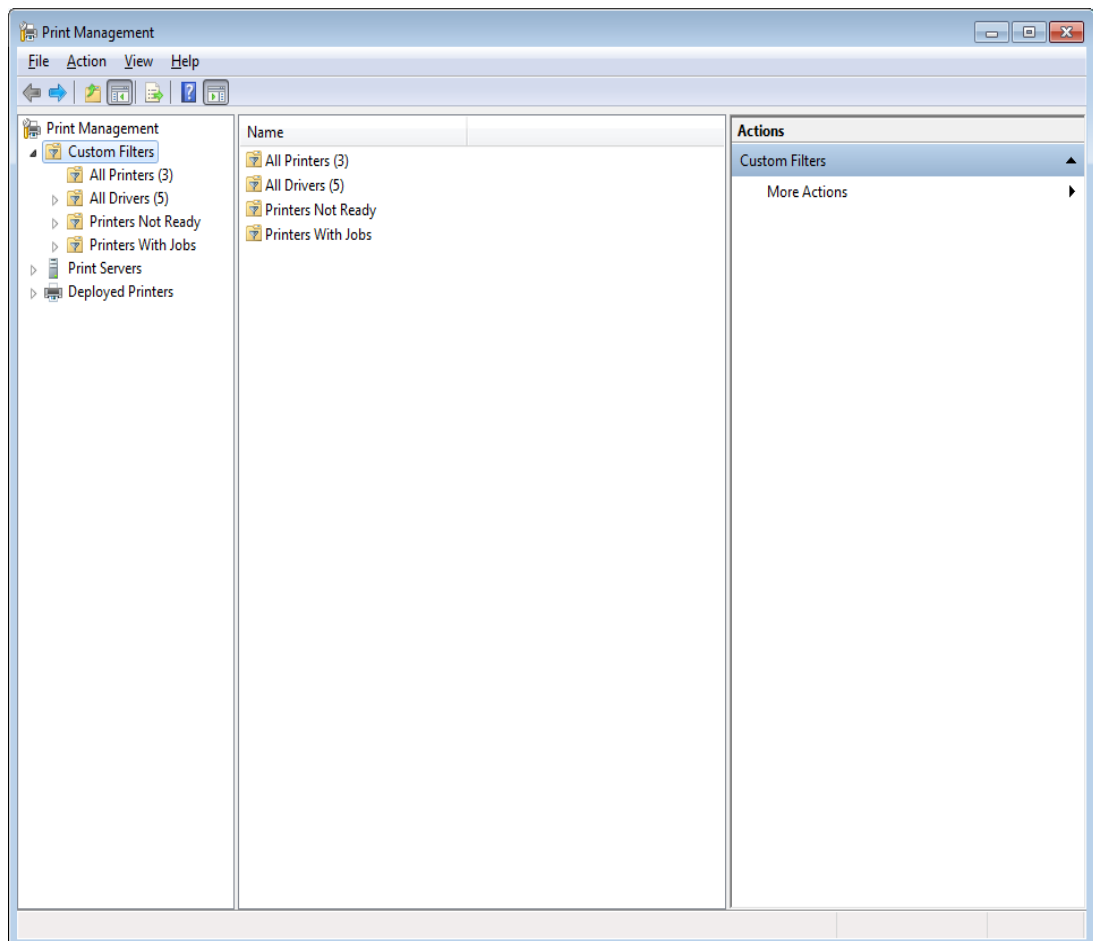 Print Management
File Action View Help
Print Management
Custom Filters
All Printers (3)
All Drivers (5)
Printers Not Ready
Printers With Jobs
Print Servers
Deployed Printers
Name
All Printers (3)
All Drivers (5)
Printers Not Ready
Printers With Jobs
Actions
Custom Filters
More Actions